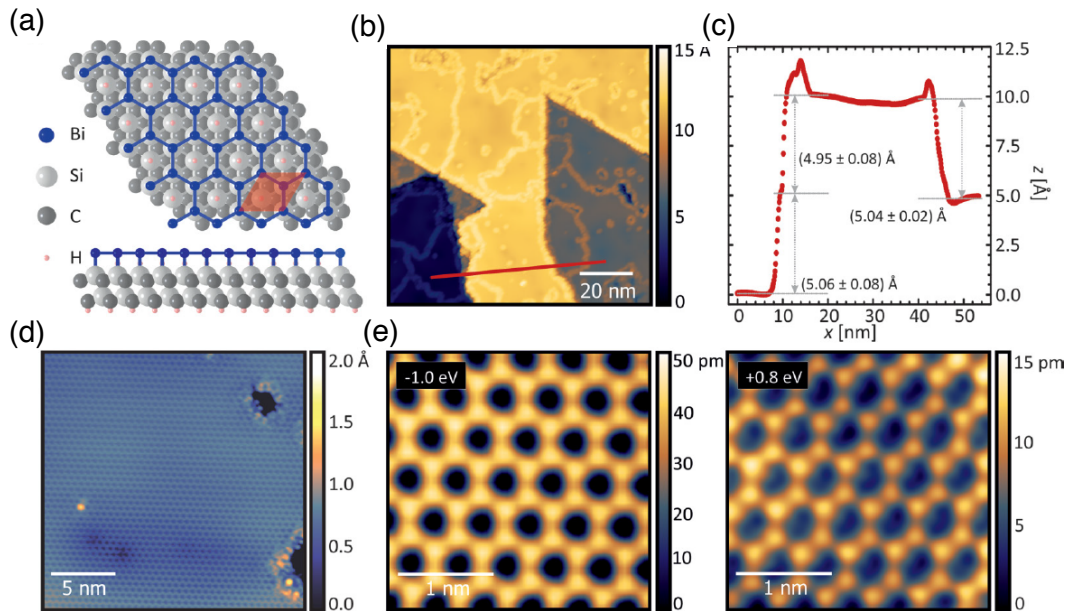 (a)
Bi
Si
C
H
(b)
15 Å
10
5
0
20 nm
(c)
12.5
10.0
7.5
5.0
2.5
0.0
z [Å]
(4.95 ± 0.08) Å
(5.04 ± 0.02) Å
(5.06 ± 0.08) Å
0 10 20 30 40 50
x [nm]
(d)
2.0 Å
1.5
1.0
0.5
0.0
5 nm
(e)
-1.0 eV
50 pm
40
30
20
10
0
1 nm
+0.8 eV
15 pm
10
5
0
1 nm